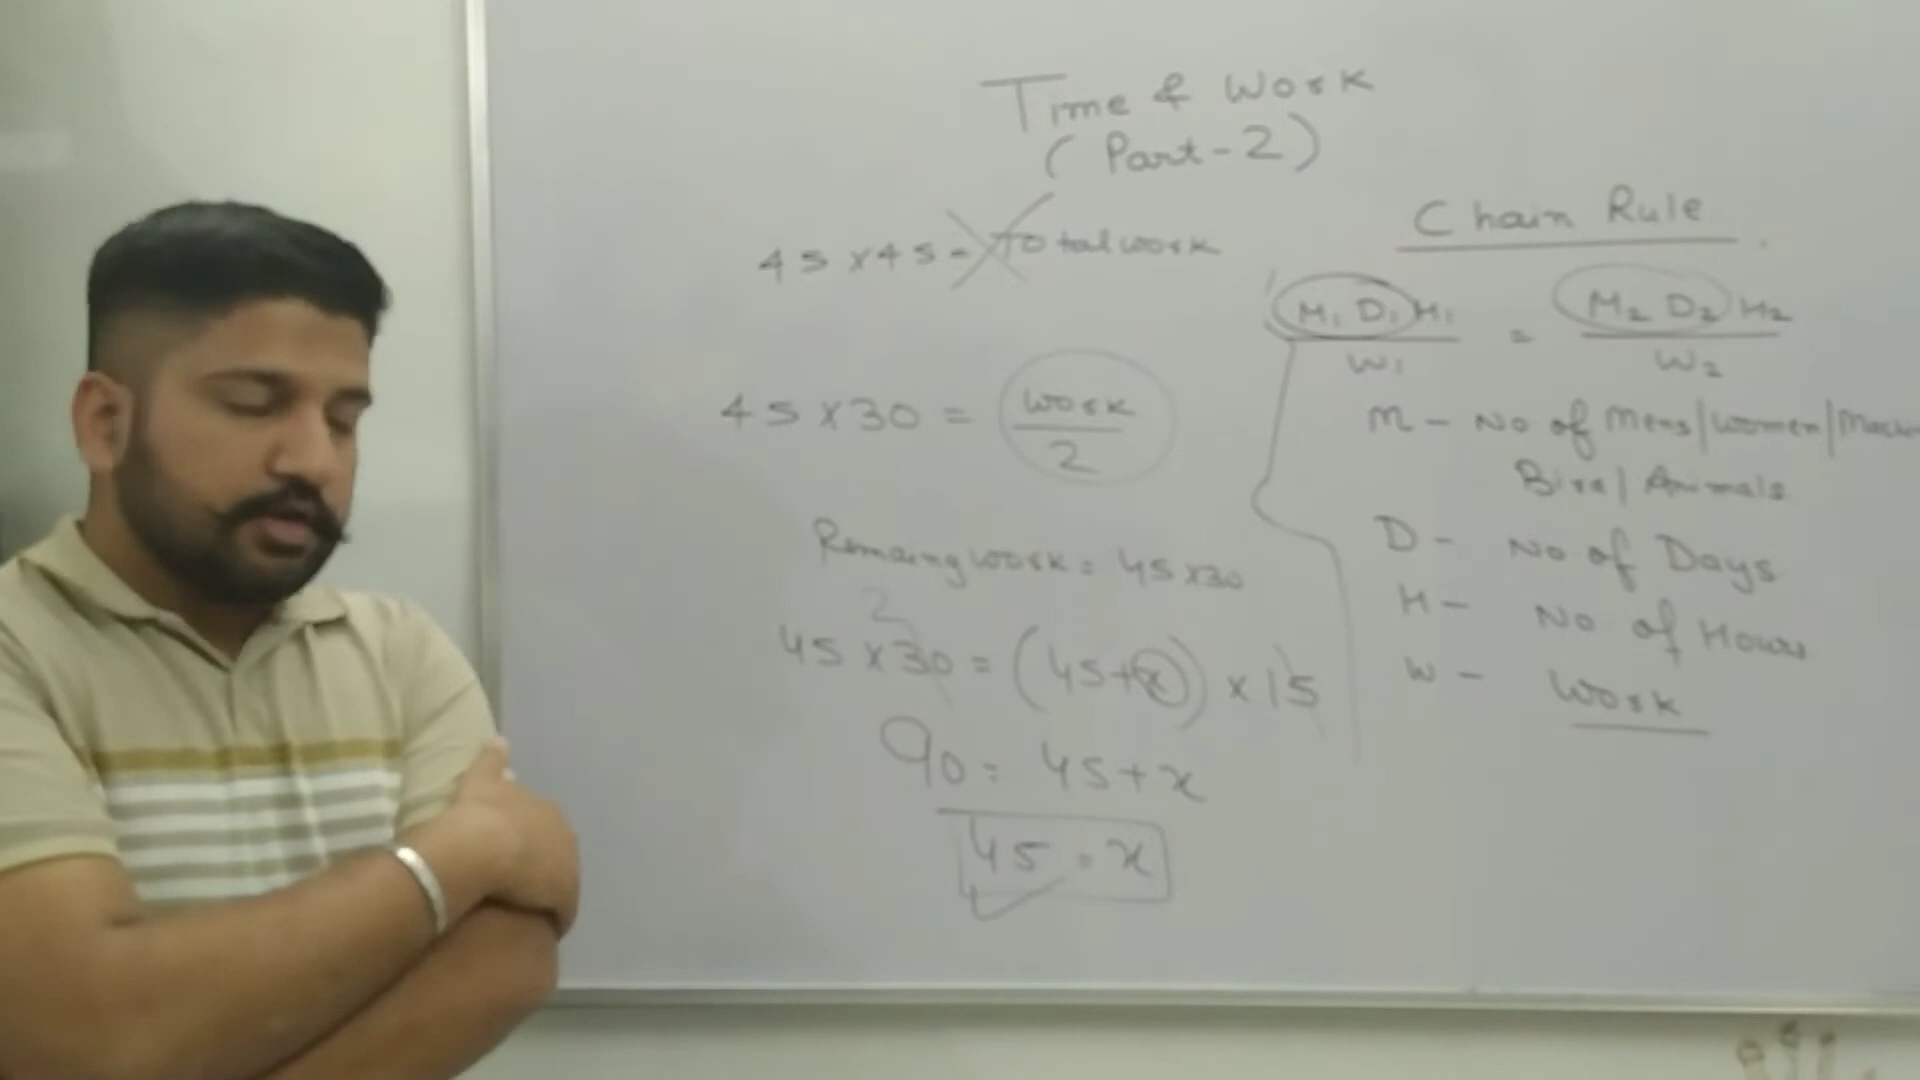 Time & Work
(Part-2)
45 x 45 - Total work
45 x 30 = Work
2
Remaing work = 45 x 30
2
45 x 30 = (45+x) x 15
90 = 45+x
45 = x
Chain Rule
M1 D1 H1 = M2 D2 H2
W1 W2
M - No of Mens/Women/
/Animals
D - No of Days
H - No of Hours
W - Work